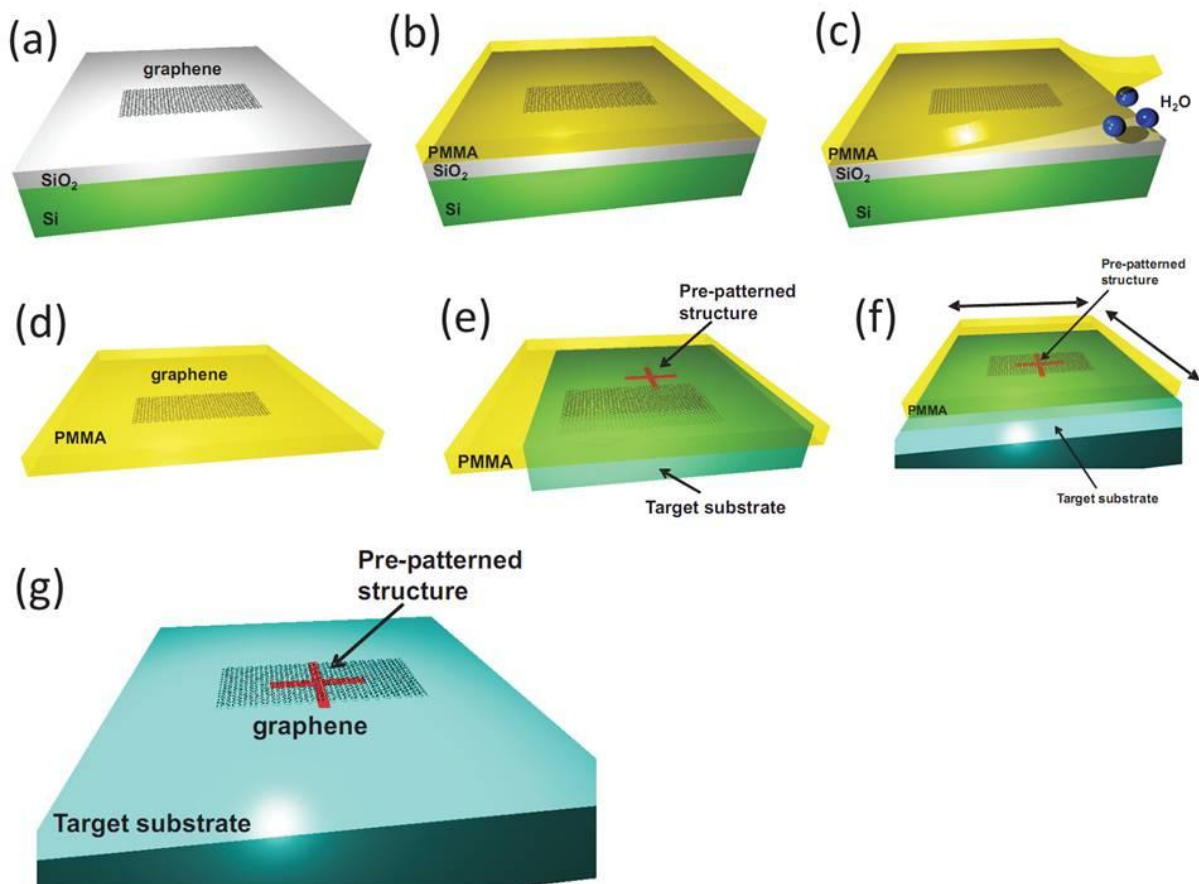 (a)
graphene
SiO₂
Si
(b)
PMMA
SiO₂
Si
(c)
H₂O
PMMA
SiO₂
Si
(d)
graphene
PMMA
(e)
Pre-patterned
structure
PMMA
Target substrate
(f)
Pre-patterned
structure
PMMA
Target substrate
(g)
Pre-patterned
structure
graphene
Target substrate